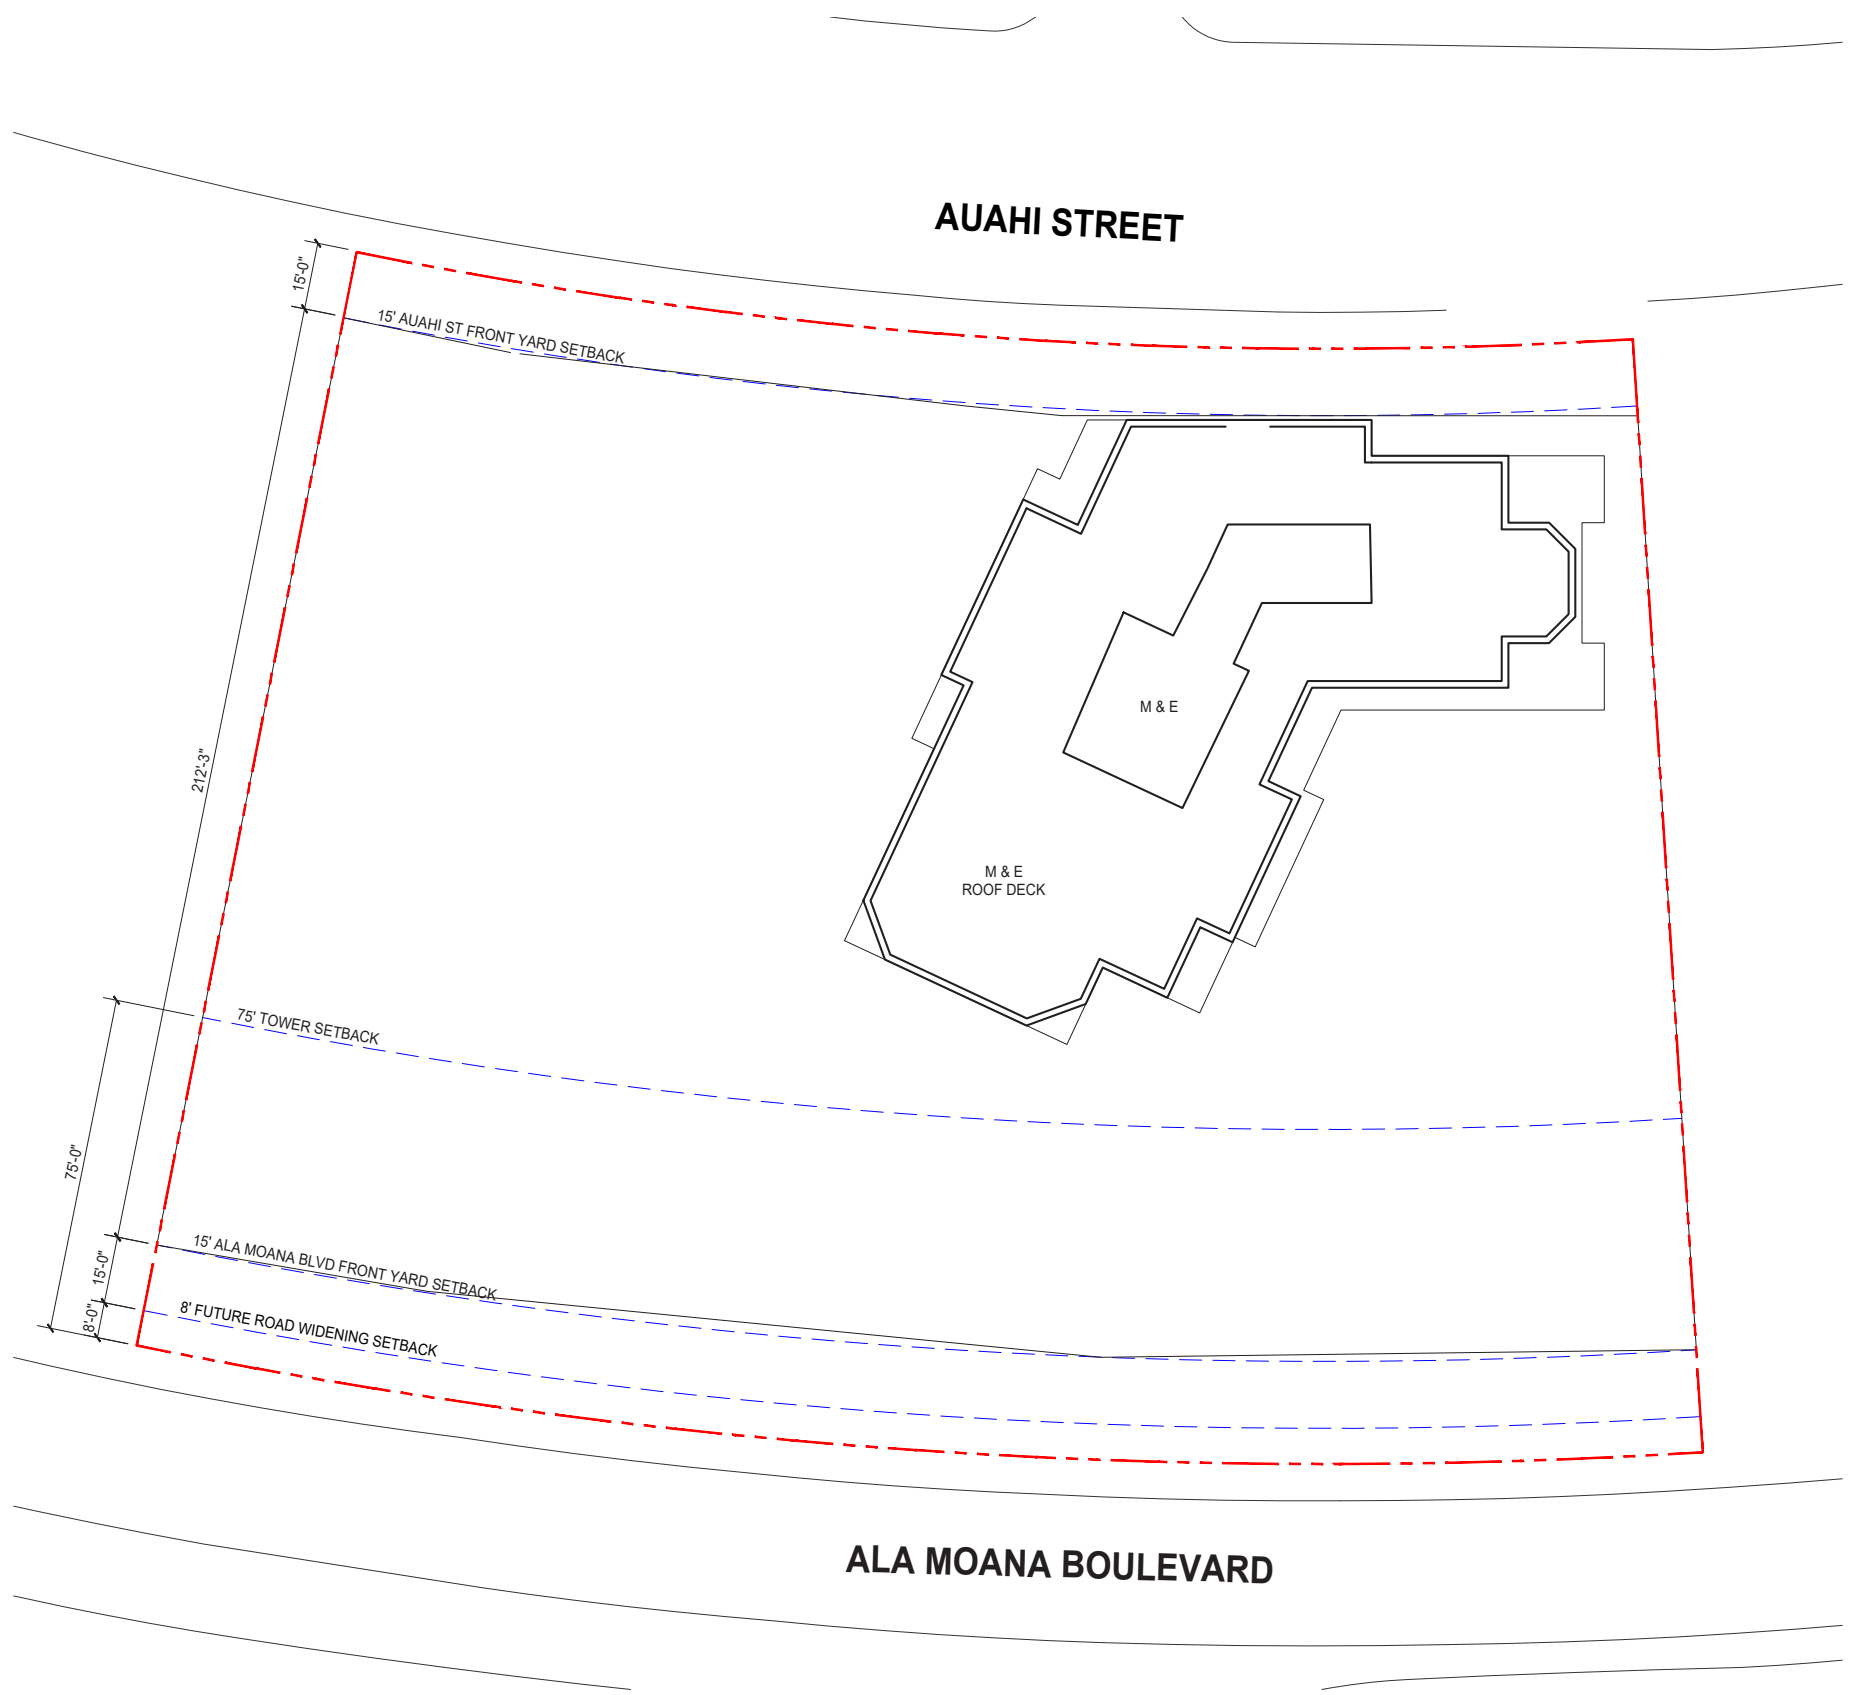 AUAHI STREET
15'-0"
15' AUAHI ST FRONT YARD SETBACK
212'-3"
M & E
M & E
ROOF DECK
75' TOWER SETBACK
75'-0"
15' ALA MOANA BLVD FRONT YARD SETBACK
15'-0"
8' FUTURE ROAD WIDENING SETBACK
8'-0"
ALA MOANA BOULEVARD